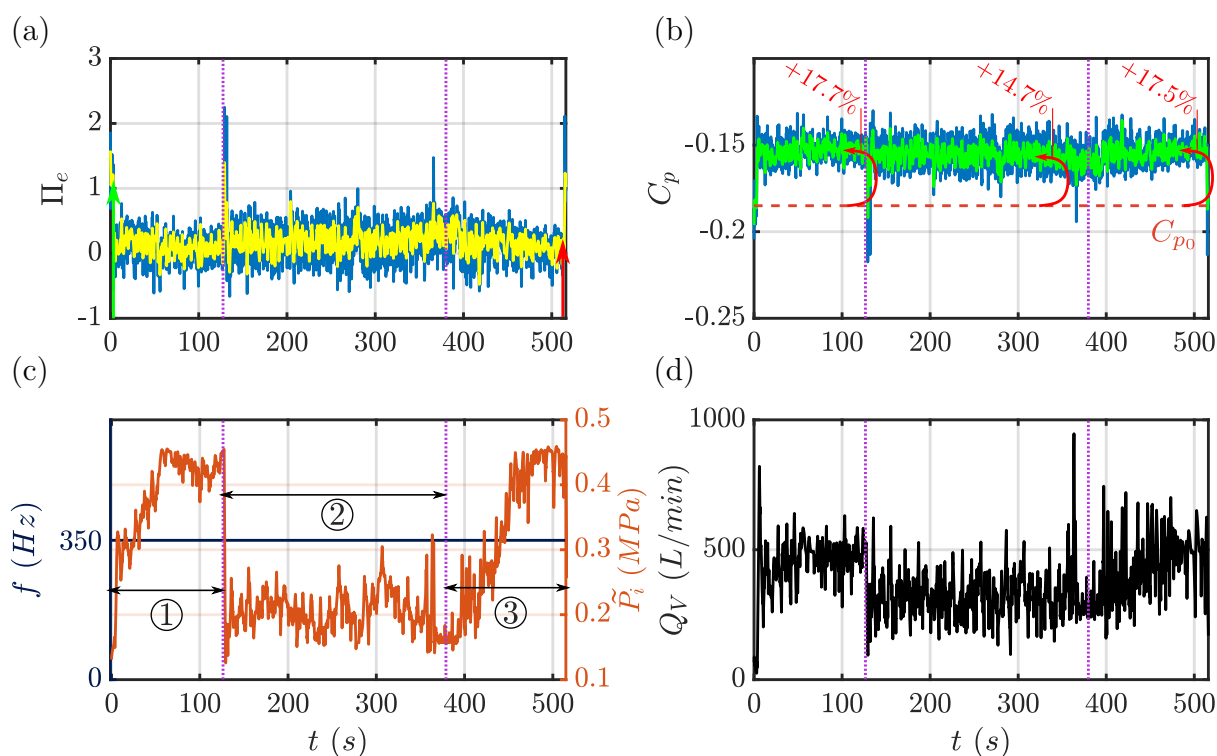 (a)
3
2
1
0
-1
Π_e
0 100 200 300 400 500
(b)
-0.15
-0.2
-0.25
C_p
+17.7%
+14.7%
+17.5%
C_{p_0}
0 100 200 300 400 500
(c)
350
0
f (Hz)
① ② ③
0.5
0.4
0.3
0.2
0.1
P̃_i (MPa)
0 100 200 300 400 500
t (s)
(d)
1000
500
0
Q_V (L/min)
0 100 200 300 400 500
t (s)